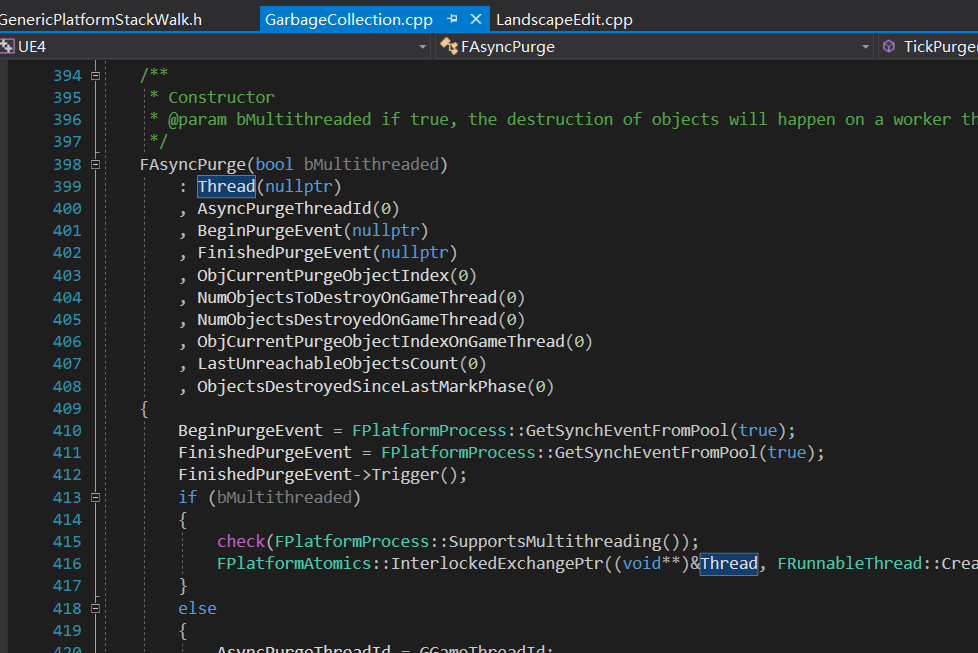 GenericPlatformStackWalk.h GarbageCollection.cpp LandscapeEdit.cpp
UE4 FAsyncPurge TickPurge
394 /**
395 * Constructor
396 * @param bMultithreaded if true, the destruction of objects will happen on a worker th
397 */
398 FAsyncPurge(bool bMultithreaded)
399 : Thread(nullptr)
400 , AsyncPurgeThreadId(0)
401 , BeginPurgeEvent(nullptr)
402 , FinishedPurgeEvent(nullptr)
403 , ObjCurrentPurgeObjectIndex(0)
404 , NumObjectsToDestroyOnGameThread(0)
405 , NumObjectsDestroyedOnGameThread(0)
406 , ObjCurrentPurgeObjectIndexOnGameThread(0)
407 , LastUnreachableObjectsCount(0)
408 , ObjectsDestroyedSinceLastMarkPhase(0)
409 {
410 BeginPurgeEvent = FPlatformProcess::GetSynchEventFromPool(true);
411 FinishedPurgeEvent = FPlatformProcess::GetSynchEventFromPool(true);
412 FinishedPurgeEvent->Trigger();
413 if (bMultithreaded)
414 {
415 check(FPlatformProcess::SupportsMultithreading());
416 FPlatformAtomics::InterlockedExchangePtr((void**)&Thread, FRunnableThread::Crea
417 }
418 else
419 {
420 AsyncPurgeThreadId = GGameThreadId;